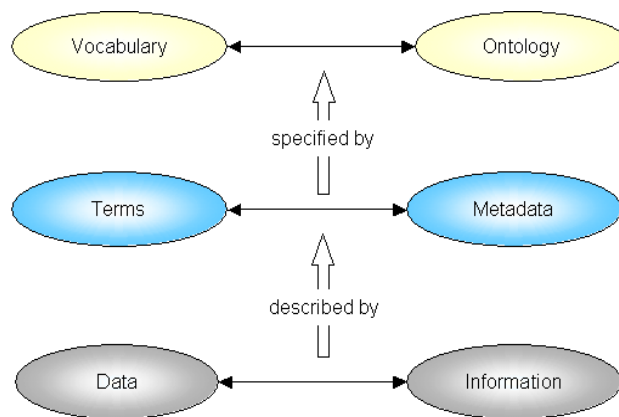 Vocabulary
Ontology
specified by
Terms
Metadata
described by
Data
Information